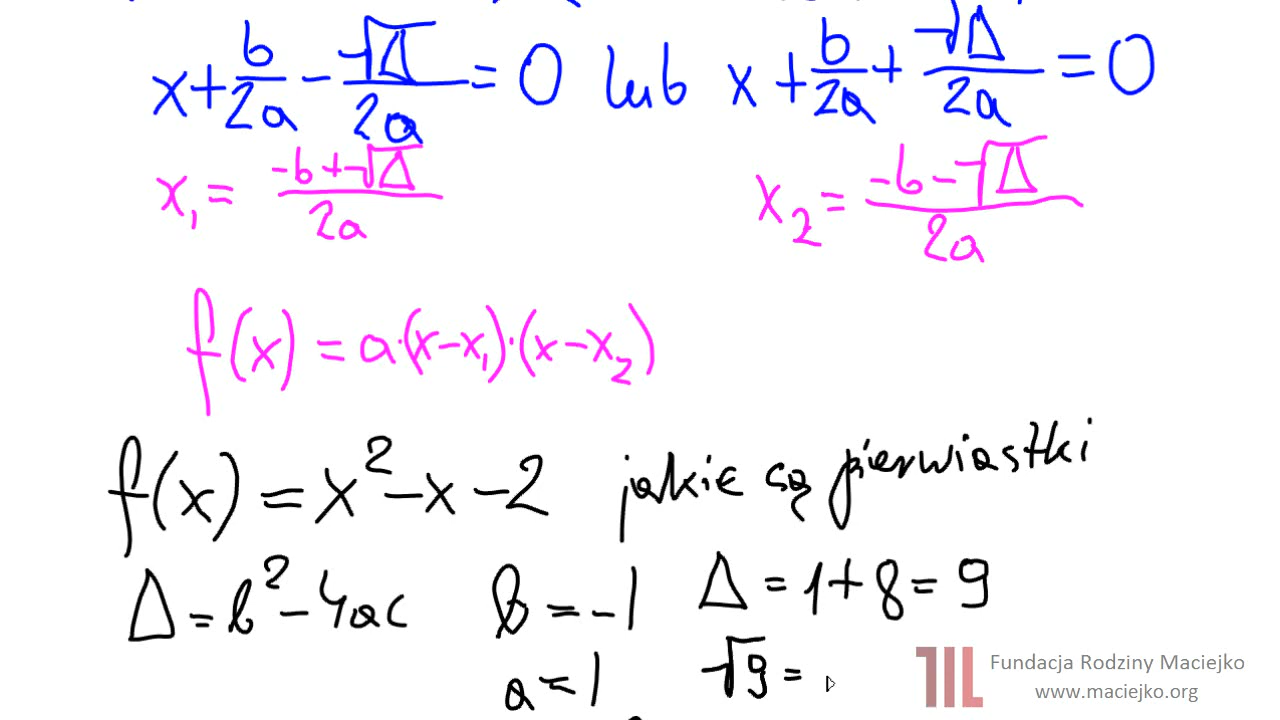 x + b/2a - √Δ/2a = 0 lub x + b/2a + √Δ/2a = 0
x₁ = (-b+√Δ)/2a x₂ = (-b-√Δ)/2a
f(x) = a·(x-x₁)·(x-x₂)
f(x) = x² - x - 2 jakie są pierwiastki
Δ = b² - 4ac b = -1 Δ = 1+8 = 9
a = 1 √9 =
Fundacja Rodziny Maciejko
www.maciejko.org